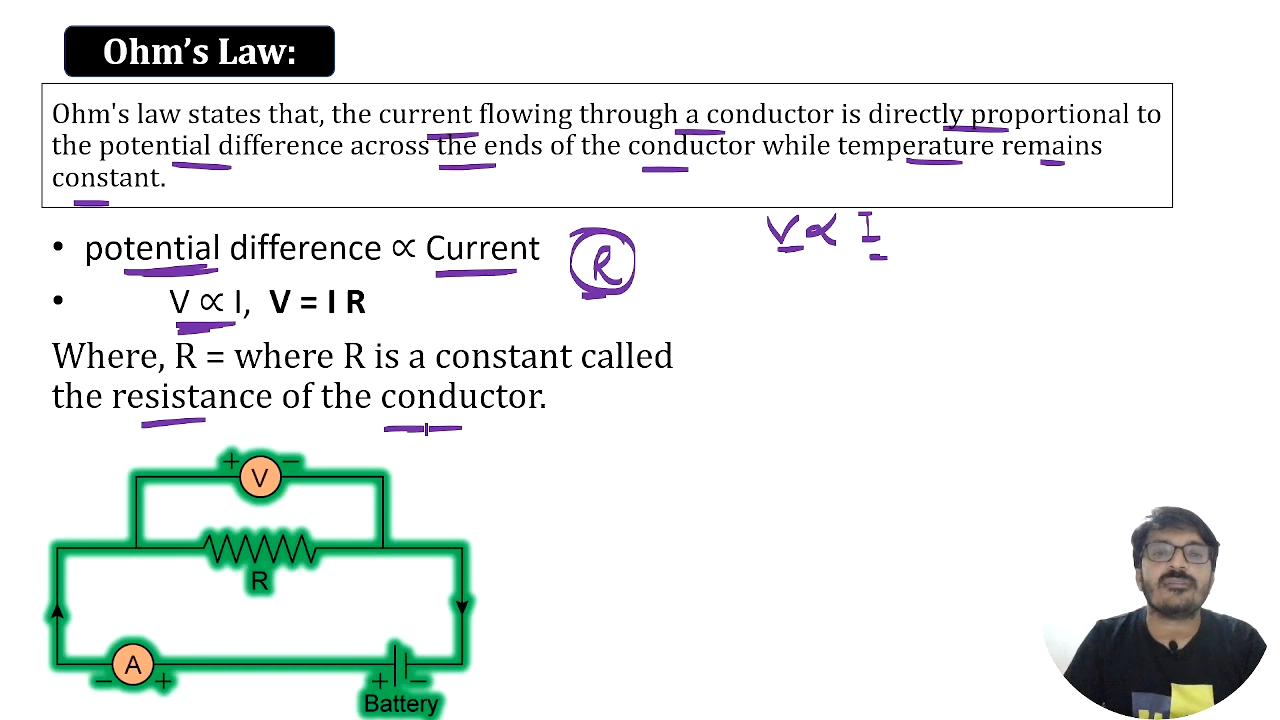 Ohm's Law:
Ohm's law states that, the current flowing through a conductor is directly proportional to
the potential difference across the ends of the conductor while temperature remains
constant.
• potential difference ∝ Current
R
V ∝ I
• V ∝ I, V = I R
Where, R = where R is a constant called
the resistance of the conductor.
+ V −
R
A
− +
+ −
Battery